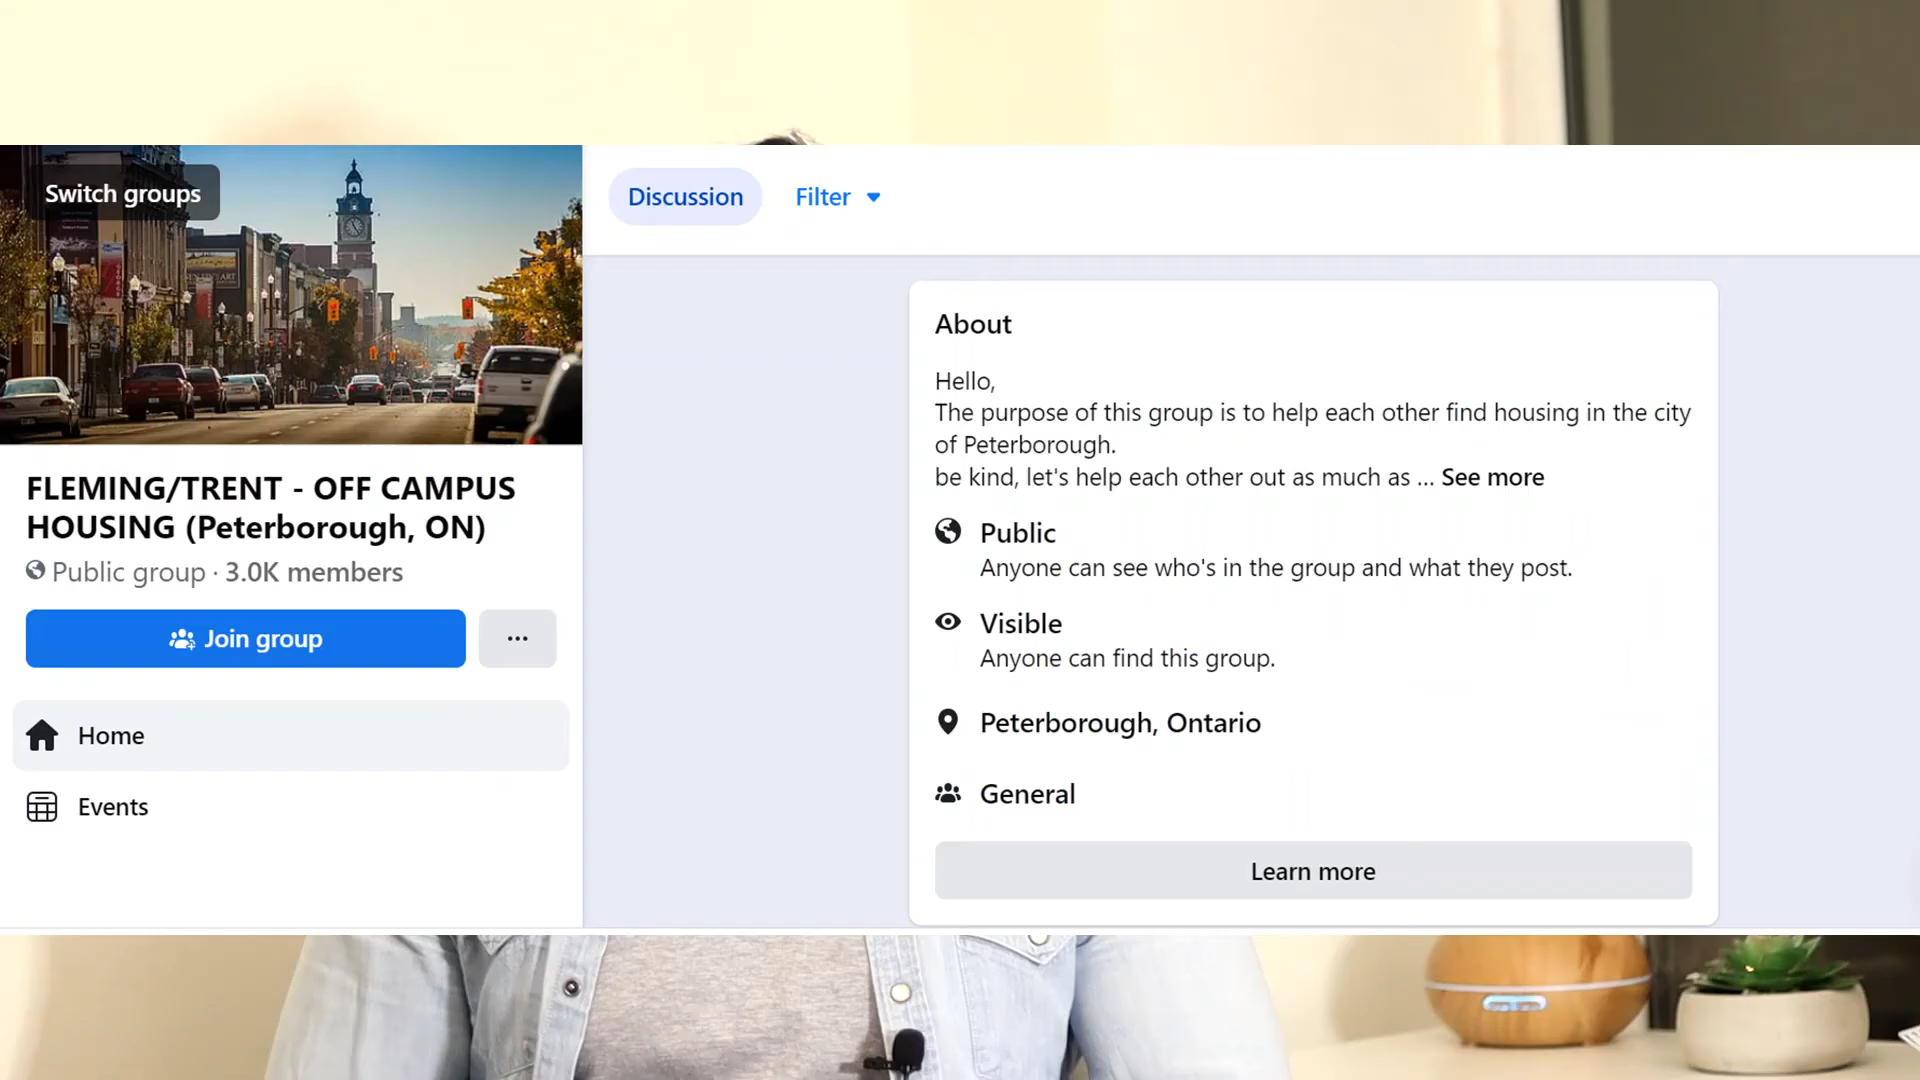 Switch groups
FLEMING/TRENT - OFF CAMPUS
HOUSING (Peterborough, ON)
Public group · 3.0K members
Join group
Home
Events
Discussion
Filter
About
Hello,
The purpose of this group is to help each other find housing in the city
of Peterborough.
be kind, let's help each other out as much as ... See more
Public
Anyone can see who's in the group and what they post.
Visible
Anyone can find this group.
Peterborough, Ontario
General
Learn more